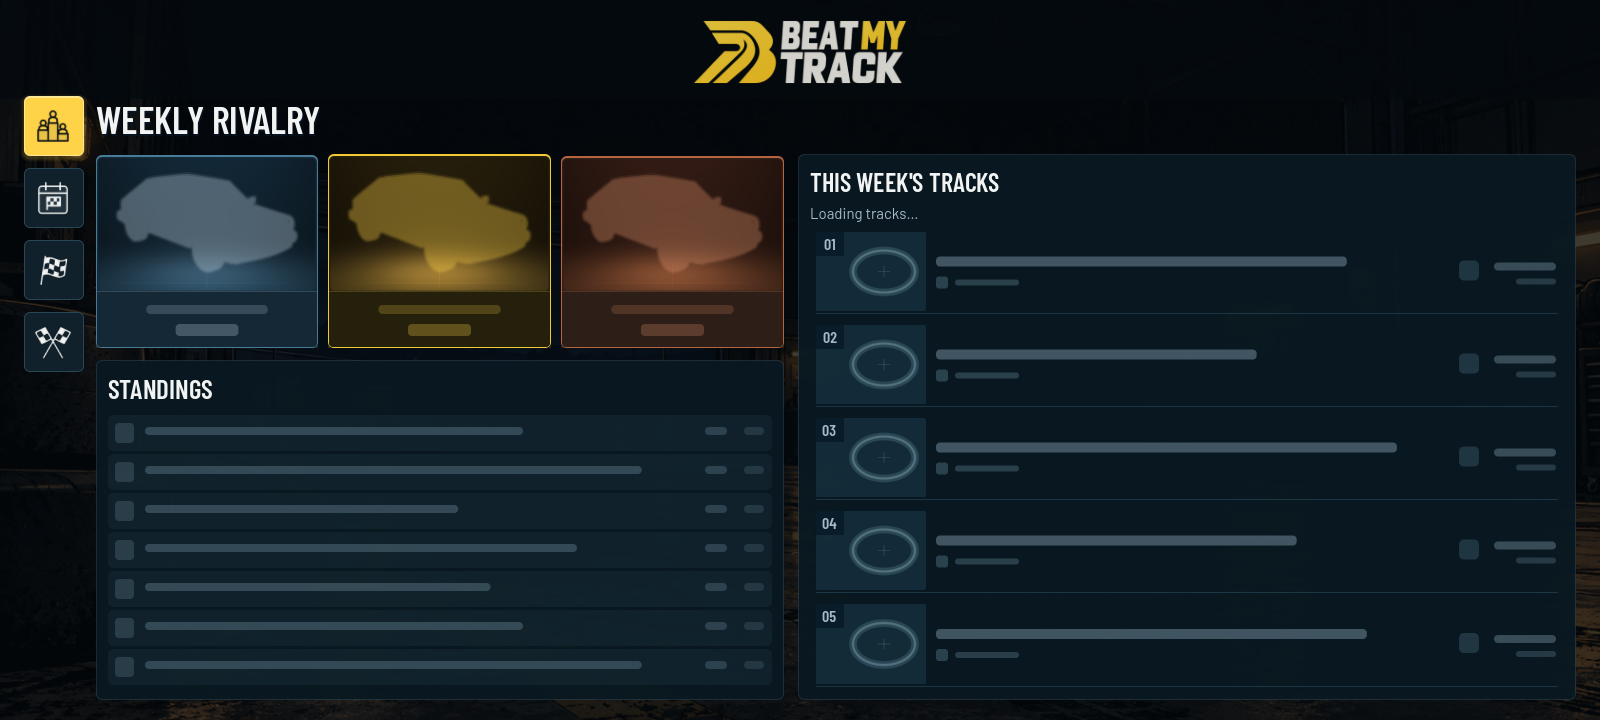 BEAT MY
TRACK
WEEKLY RIVALRY
THIS WEEK'S TRACKS
Loading tracks...
01
02
03
04
05
STANDINGS